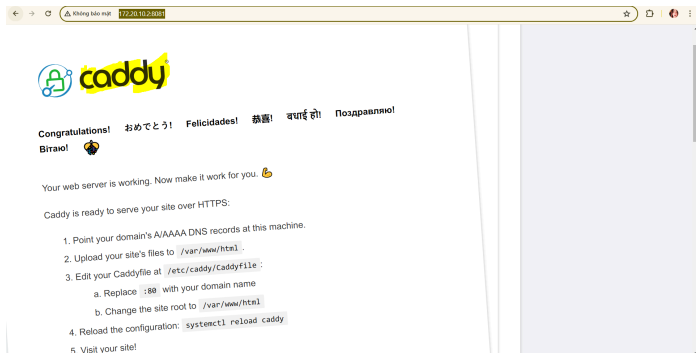 Không bảo mật 172.20.10.2:8081
caddy
Congratulations! おめでとう! Felicidades! 恭喜! बधाई हो! Поздравляю!
Вітаю!
Your web server is working. Now make it work for you. 💪
Caddy is ready to serve your site over HTTPS:
1. Point your domain's A/AAAA DNS records at this machine.
2. Upload your site's files to /var/www/html .
3. Edit your Caddyfile at /etc/caddy/Caddyfile :
a. Replace :80 with your domain name
b. Change the site root to /var/www/html
4. Reload the configuration: systemctl reload caddy
5. Visit your site!